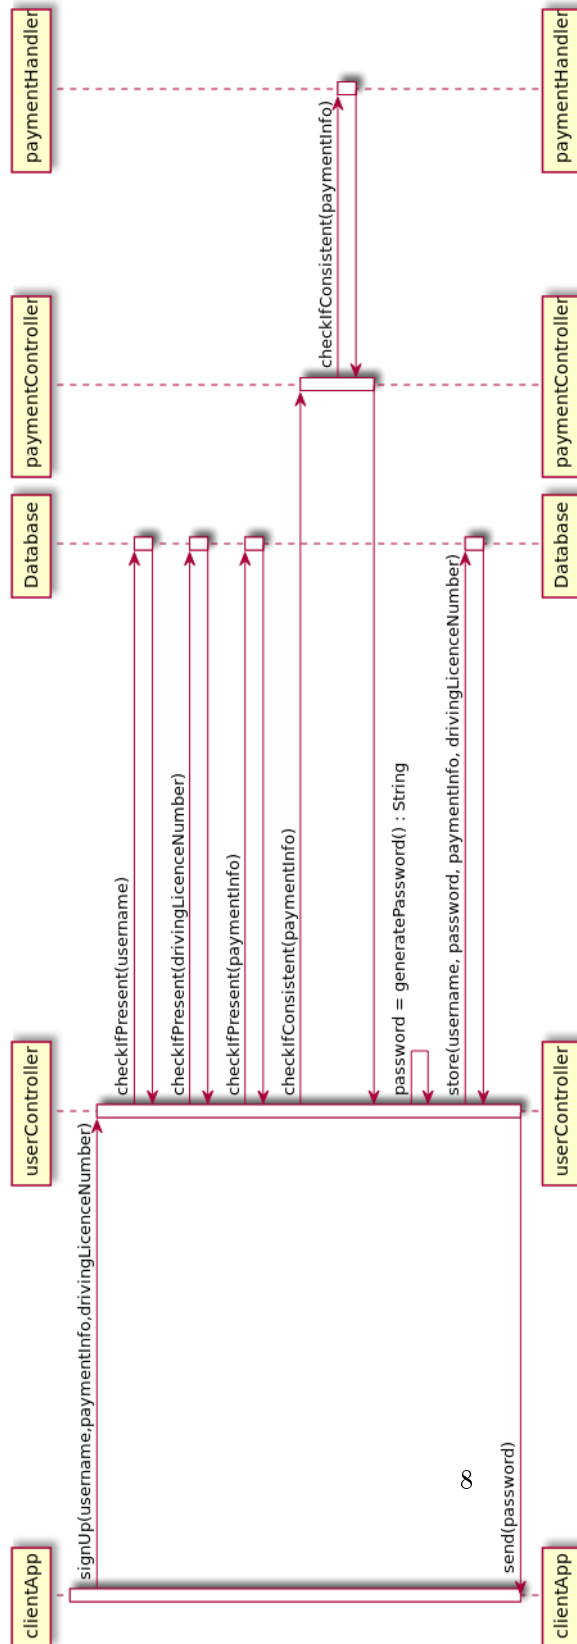 clientApp
userController
Database
paymentController
paymentHandler
signUp(username,paymentInfo,drivingLicenceNumber)
checkIfPresent(username)
checkIfPresent(drivingLicenceNumber)
checkIfPresent(paymentInfo)
checkIfConsistent(paymentInfo)
checkIfConsistent(paymentInfo)
password = generatePassword() : String
store(username, password, paymentInfo, drivingLicenceNumber)
send(password)
clientApp
userController
Database
paymentController
paymentHandler
8